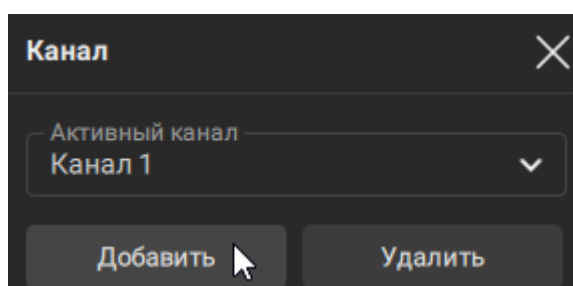 Канал
Активный канал
Канал 1
Добавить Удалить